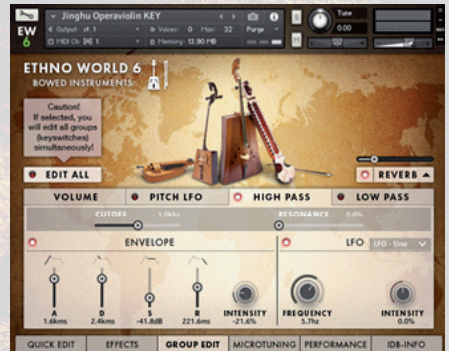 Jinghu Operaviolin KEY
Output: st. 1 Voices: 0 Max: 32 Purge
MIDI Ch: [A] 1 Memory: 13.90 MB
S
M
Tune
0.00
EW
6
ETHNO WORLD 6
BOWED INSTRUMENTS
Caution!
If selected, you
will edit all groups
(keyswitches)
simultaneously!
EDIT ALL
REVERB
VOLUME PITCH LFO HIGH PASS LOW PASS
CUTOFF 1.0khz RESONANCE 0.0%
ENVELOPE LFO LFO - Sine
A D S R INTENSITY FREQUENCY INTENSITY
1.6kms 2.4kms -41.8dB 221.6ms -21.6% 5.7hz 0.0%
QUICK EDIT EFFECTS GROUP EDIT MICROTUNING PERFORMANCE IDB-INFO